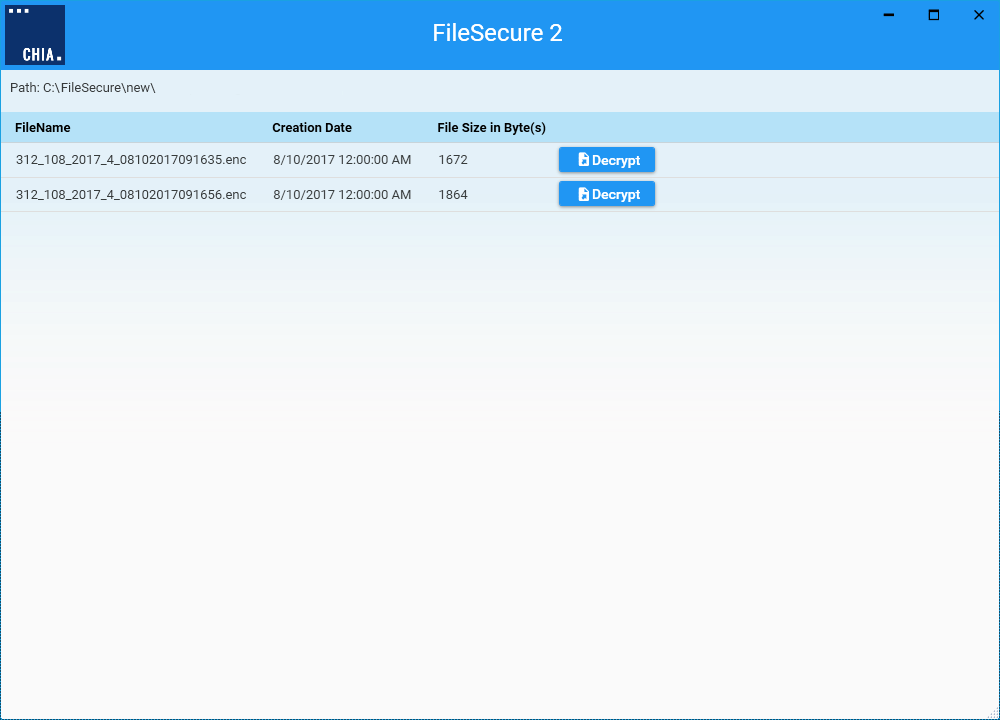 FileSecure 2
CHIA.
Path: C:\FileSecure\new\
FileName Creation Date File Size in Byte(s)
312_108_2017_4_08102017091635.enc 8/10/2017 12:00:00 AM 1672 Decrypt
312_108_2017_4_08102017091656.enc 8/10/2017 12:00:00 AM 1864 Decrypt